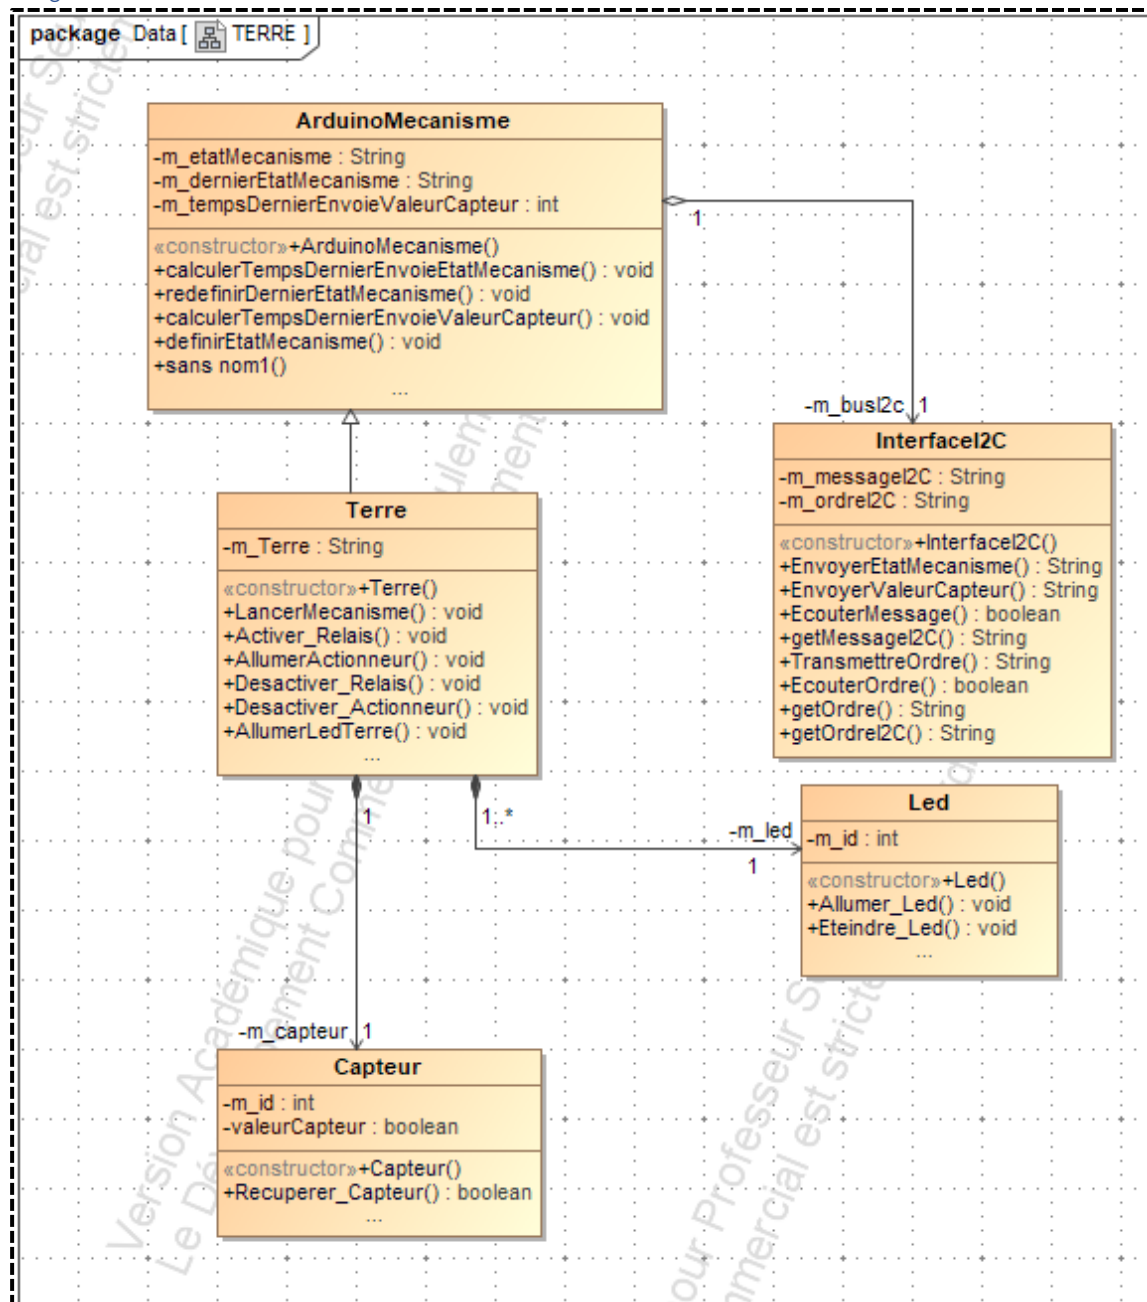 package Data [ TERRE ]
ArduinoMecanisme
-m_etatMecanisme : String
-m_dernierEtatMecanisme : String
-m_tempsDernierEnvoieValeurCapteur : int
«constructor»+ArduinoMecanisme()
+calculerTempsDernierEnvoieEtatMecanisme() : void
+redefinirDernierEtatMecanisme() : void
+calculerTempsDernierEnvoieValeurCapteur() : void
+definirEtatMecanisme() : void
+sans nom1()
...
1
-m_busI2c 1
InterfaceI2C
-m_messageI2C : String
-m_ordreI2C : String
«constructor»+InterfaceI2C()
+EnvoyerEtatMecanisme() : String
+EnvoyerValeurCapteur() : String
+EcouterMessage() : boolean
+getMessageI2C() : String
+TransmettreOrdre() : String
+EcouterOrdre() : boolean
+getOrdre() : String
+getOrdreI2C() : String
Terre
-m_Terre : String
«constructor»+Terre()
+LancerMecanisme() : void
+Activer_Relais() : void
+AllumerActionneur() : void
+Desactiver_Relais() : void
+Desactiver_Actionneur() : void
+AllumerLedTerre() : void
...
1
1..*
-m_led
1
Led
-m_id : int
«constructor»+Led()
+Allumer_Led() : void
+Eteindre_Led() : void
...
-m_capteur 1
Capteur
-m_id : int
-valeurCapteur : boolean
«constructor»+Capteur()
+Recuperer_Capteur() : boolean
...
Version Académique pour